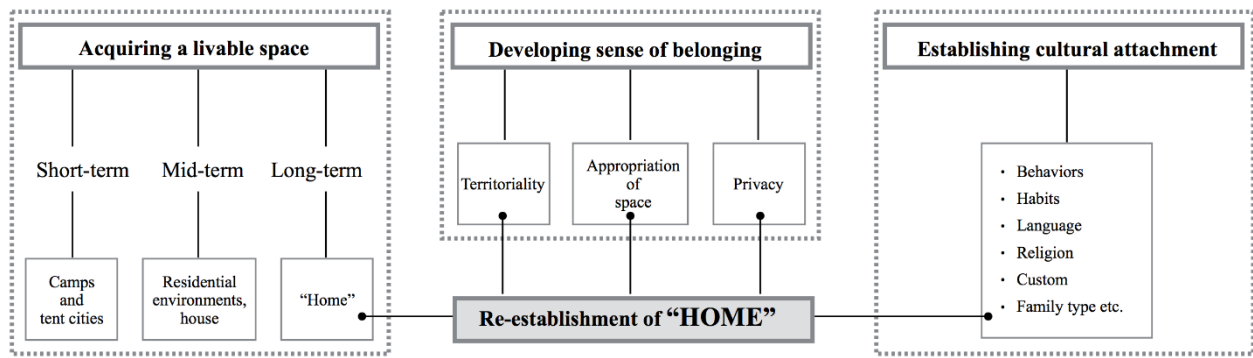 Acquiring a livable space
Short-term
Mid-term
Long-term
Camps
and
tent cities
Residential
environments,
house
“Home”
Developing sense of belonging
Territoriality
Appropriation
of
space
Privacy
Re-establishment of “HOME”
Establishing cultural attachment
• Behaviors
• Habits
• Language
• Religion
• Custom
• Family type etc.